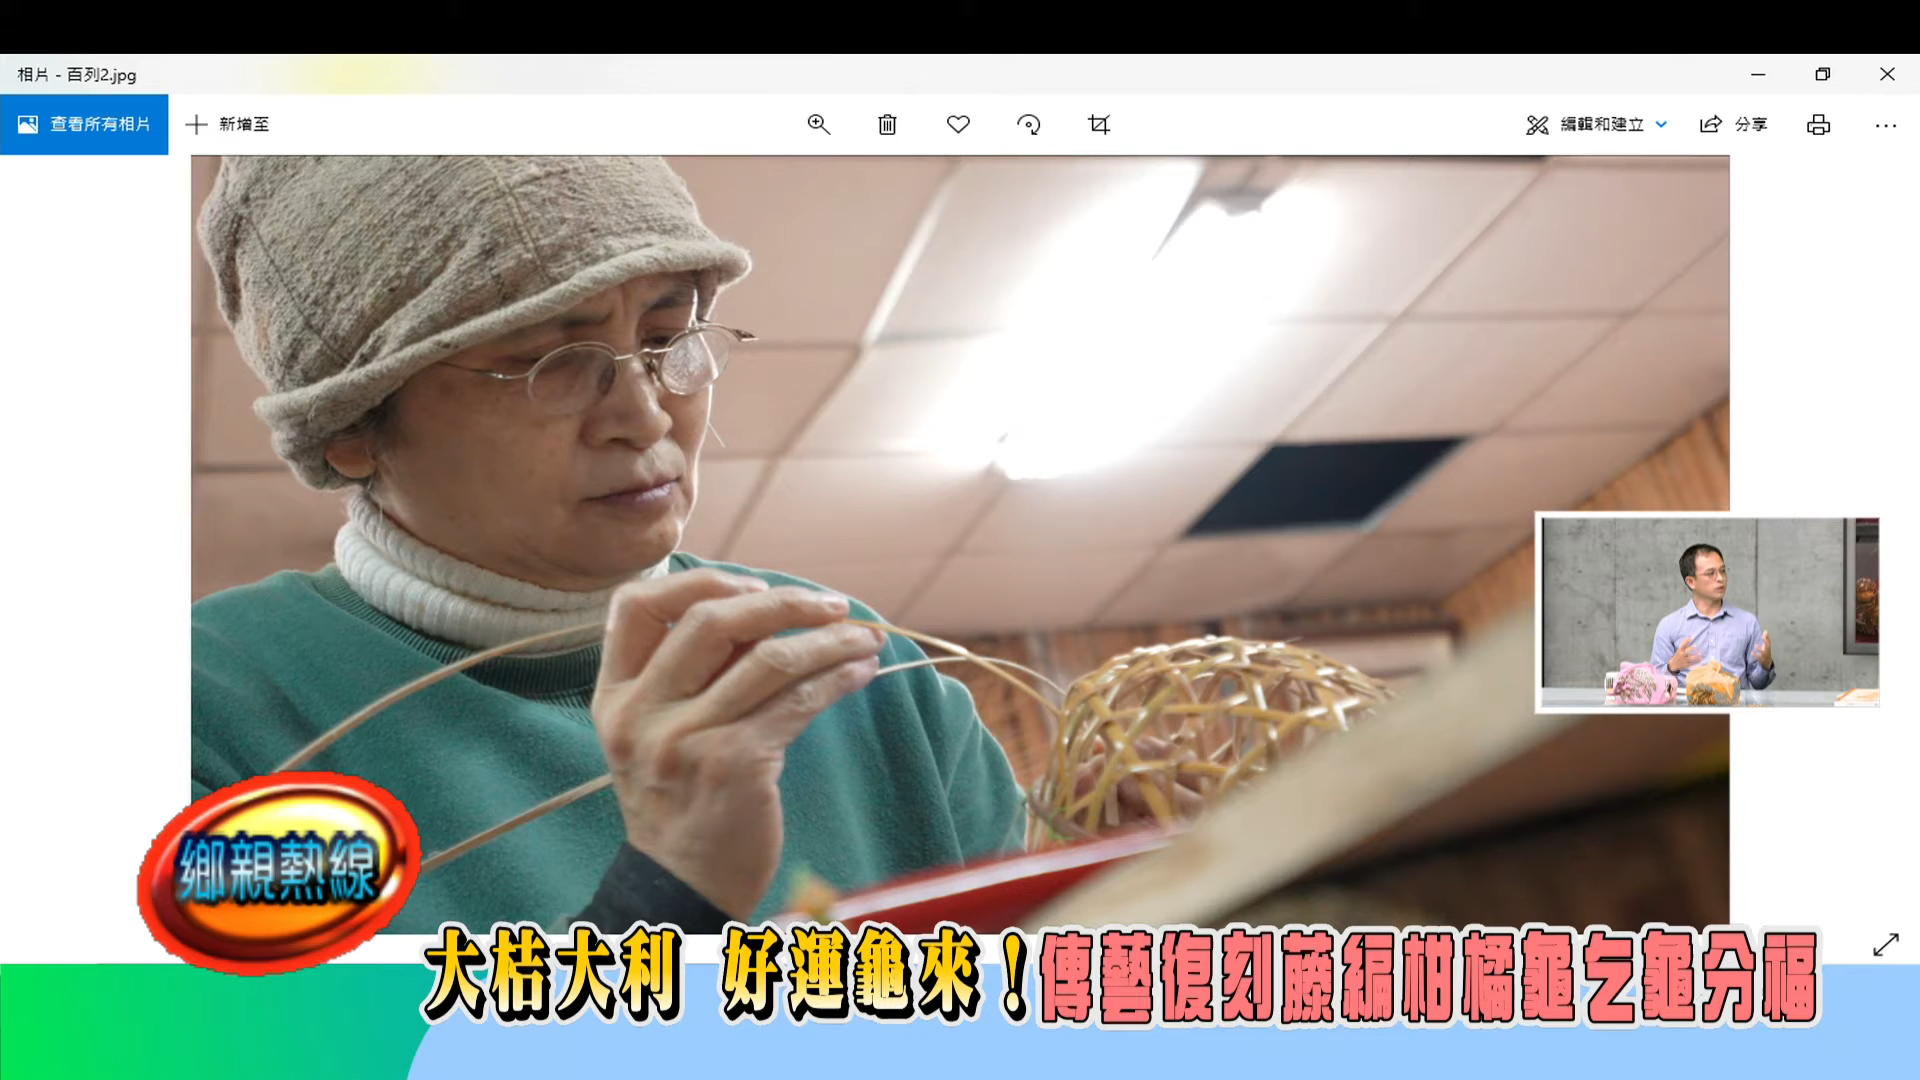 相片 - 百列2.jpg
查看所有相片
新增至
編輯和建立
分享
鄉親熱線
大桔大利 好運龜來！傳藝復刻藤編柑橘龜乞龜分福